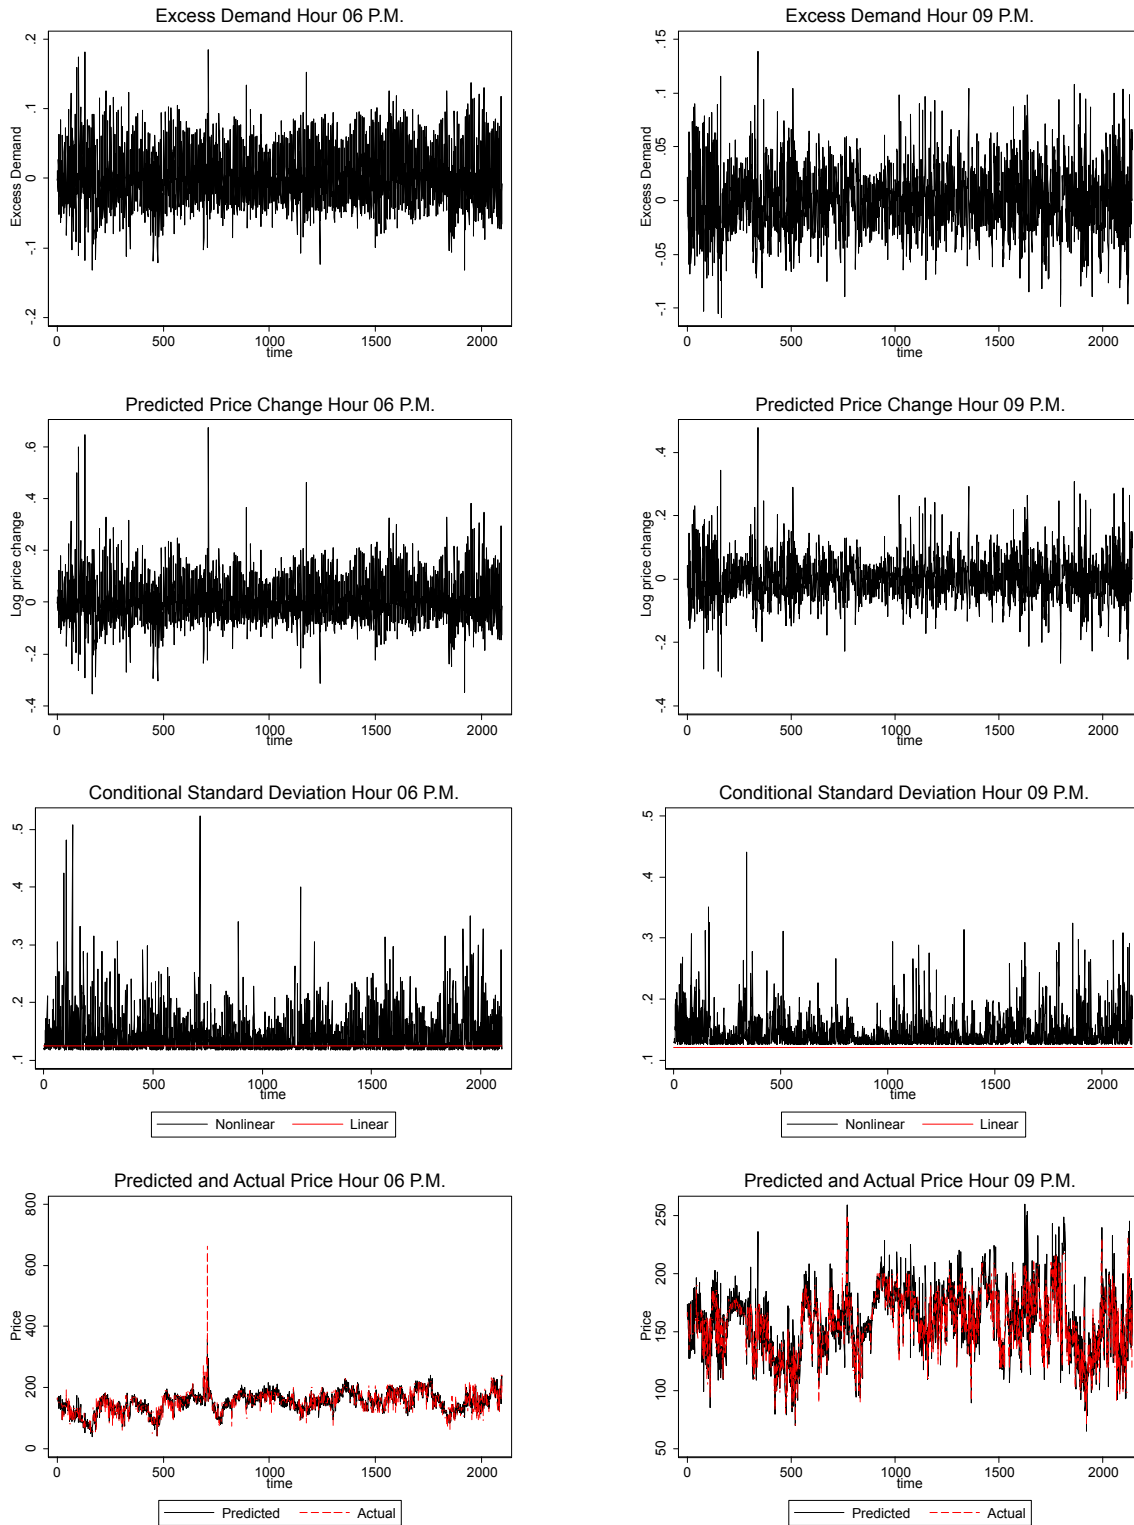 Excess Demand Hour 06 P.M.
Excess Demand
.2
.1
0
-.1
-.2
0 500 1000 1500 2000
time
Excess Demand Hour 09 P.M.
Excess Demand
.15
.1
.05
0
-.05
-.1
0 500 1000 1500 2000
time
Predicted Price Change Hour 06 P.M.
Log price change
.6
.4
.2
0
-.2
-.4
0 500 1000 1500 2000
time
Predicted Price Change Hour 09 P.M.
Log price change
.4
.2
0
-.2
-.4
0 500 1000 1500 2000
time
Conditional Standard Deviation Hour 06 P.M.
.5
.4
.3
.2
.1
0 500 1000 1500 2000
time
Nonlinear Linear
Conditional Standard Deviation Hour 09 P.M.
.5
.4
.3
.2
.1
0 500 1000 1500 2000
time
Nonlinear Linear
Predicted and Actual Price Hour 06 P.M.
Price
800
600
400
200
0
0 500 1000 1500 2000
time
Predicted Actual
Predicted and Actual Price Hour 09 P.M.
Price
250
200
150
100
50
0 500 1000 1500 2000
time
Predicted Actual